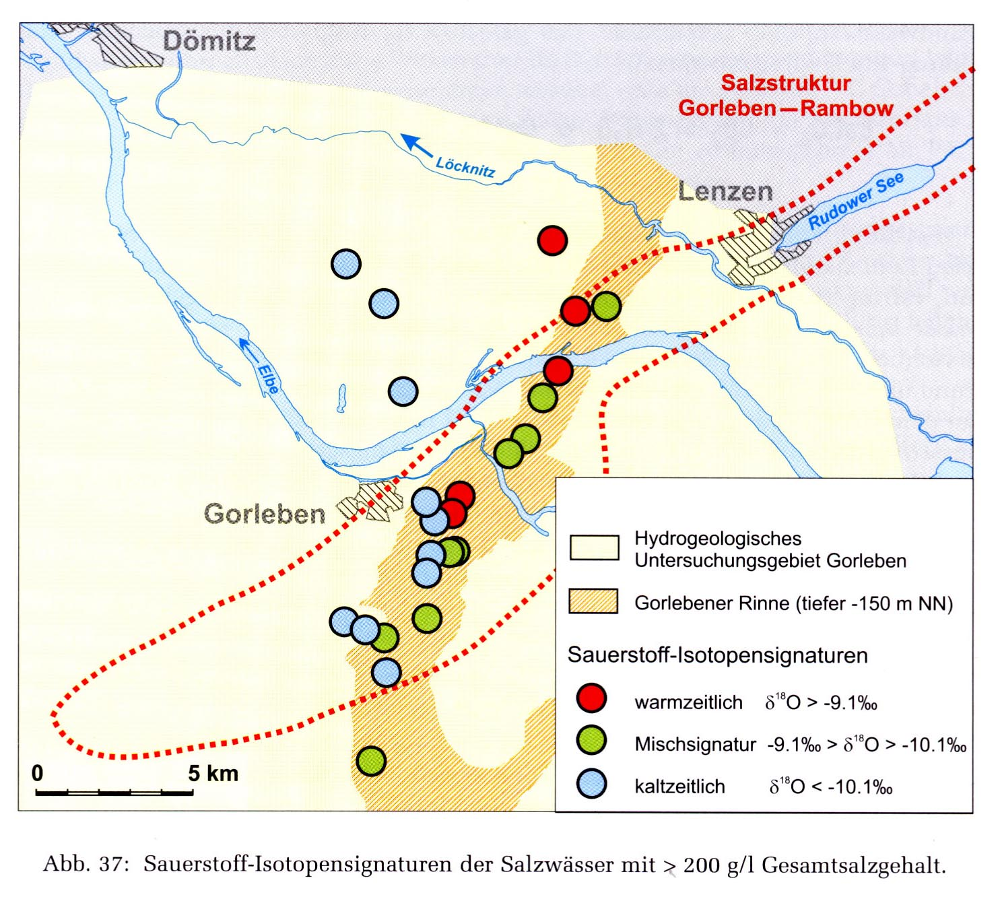 Dömitz
Salzstruktur
Gorleben—Rambow
Löcknitz
Lenzen
Rudower See
Elbe
Gorleben
Hydrogeologisches
Untersuchungsgebiet Gorleben
Gorlebener Rinne (tiefer -150 m NN)
Sauerstoff-Isotopensignaturen
warmzeitlich δ¹⁸O > -9.1‰
Mischsignatur -9.1‰ > δ¹⁸O > -10.1‰
kaltzeitlich δ¹⁸O < -10.1‰
0 5 km
Abb. 37: Sauerstoff-Isotopensignaturen der Salzwässer mit > 200 g/l Gesamtsalzgehalt.